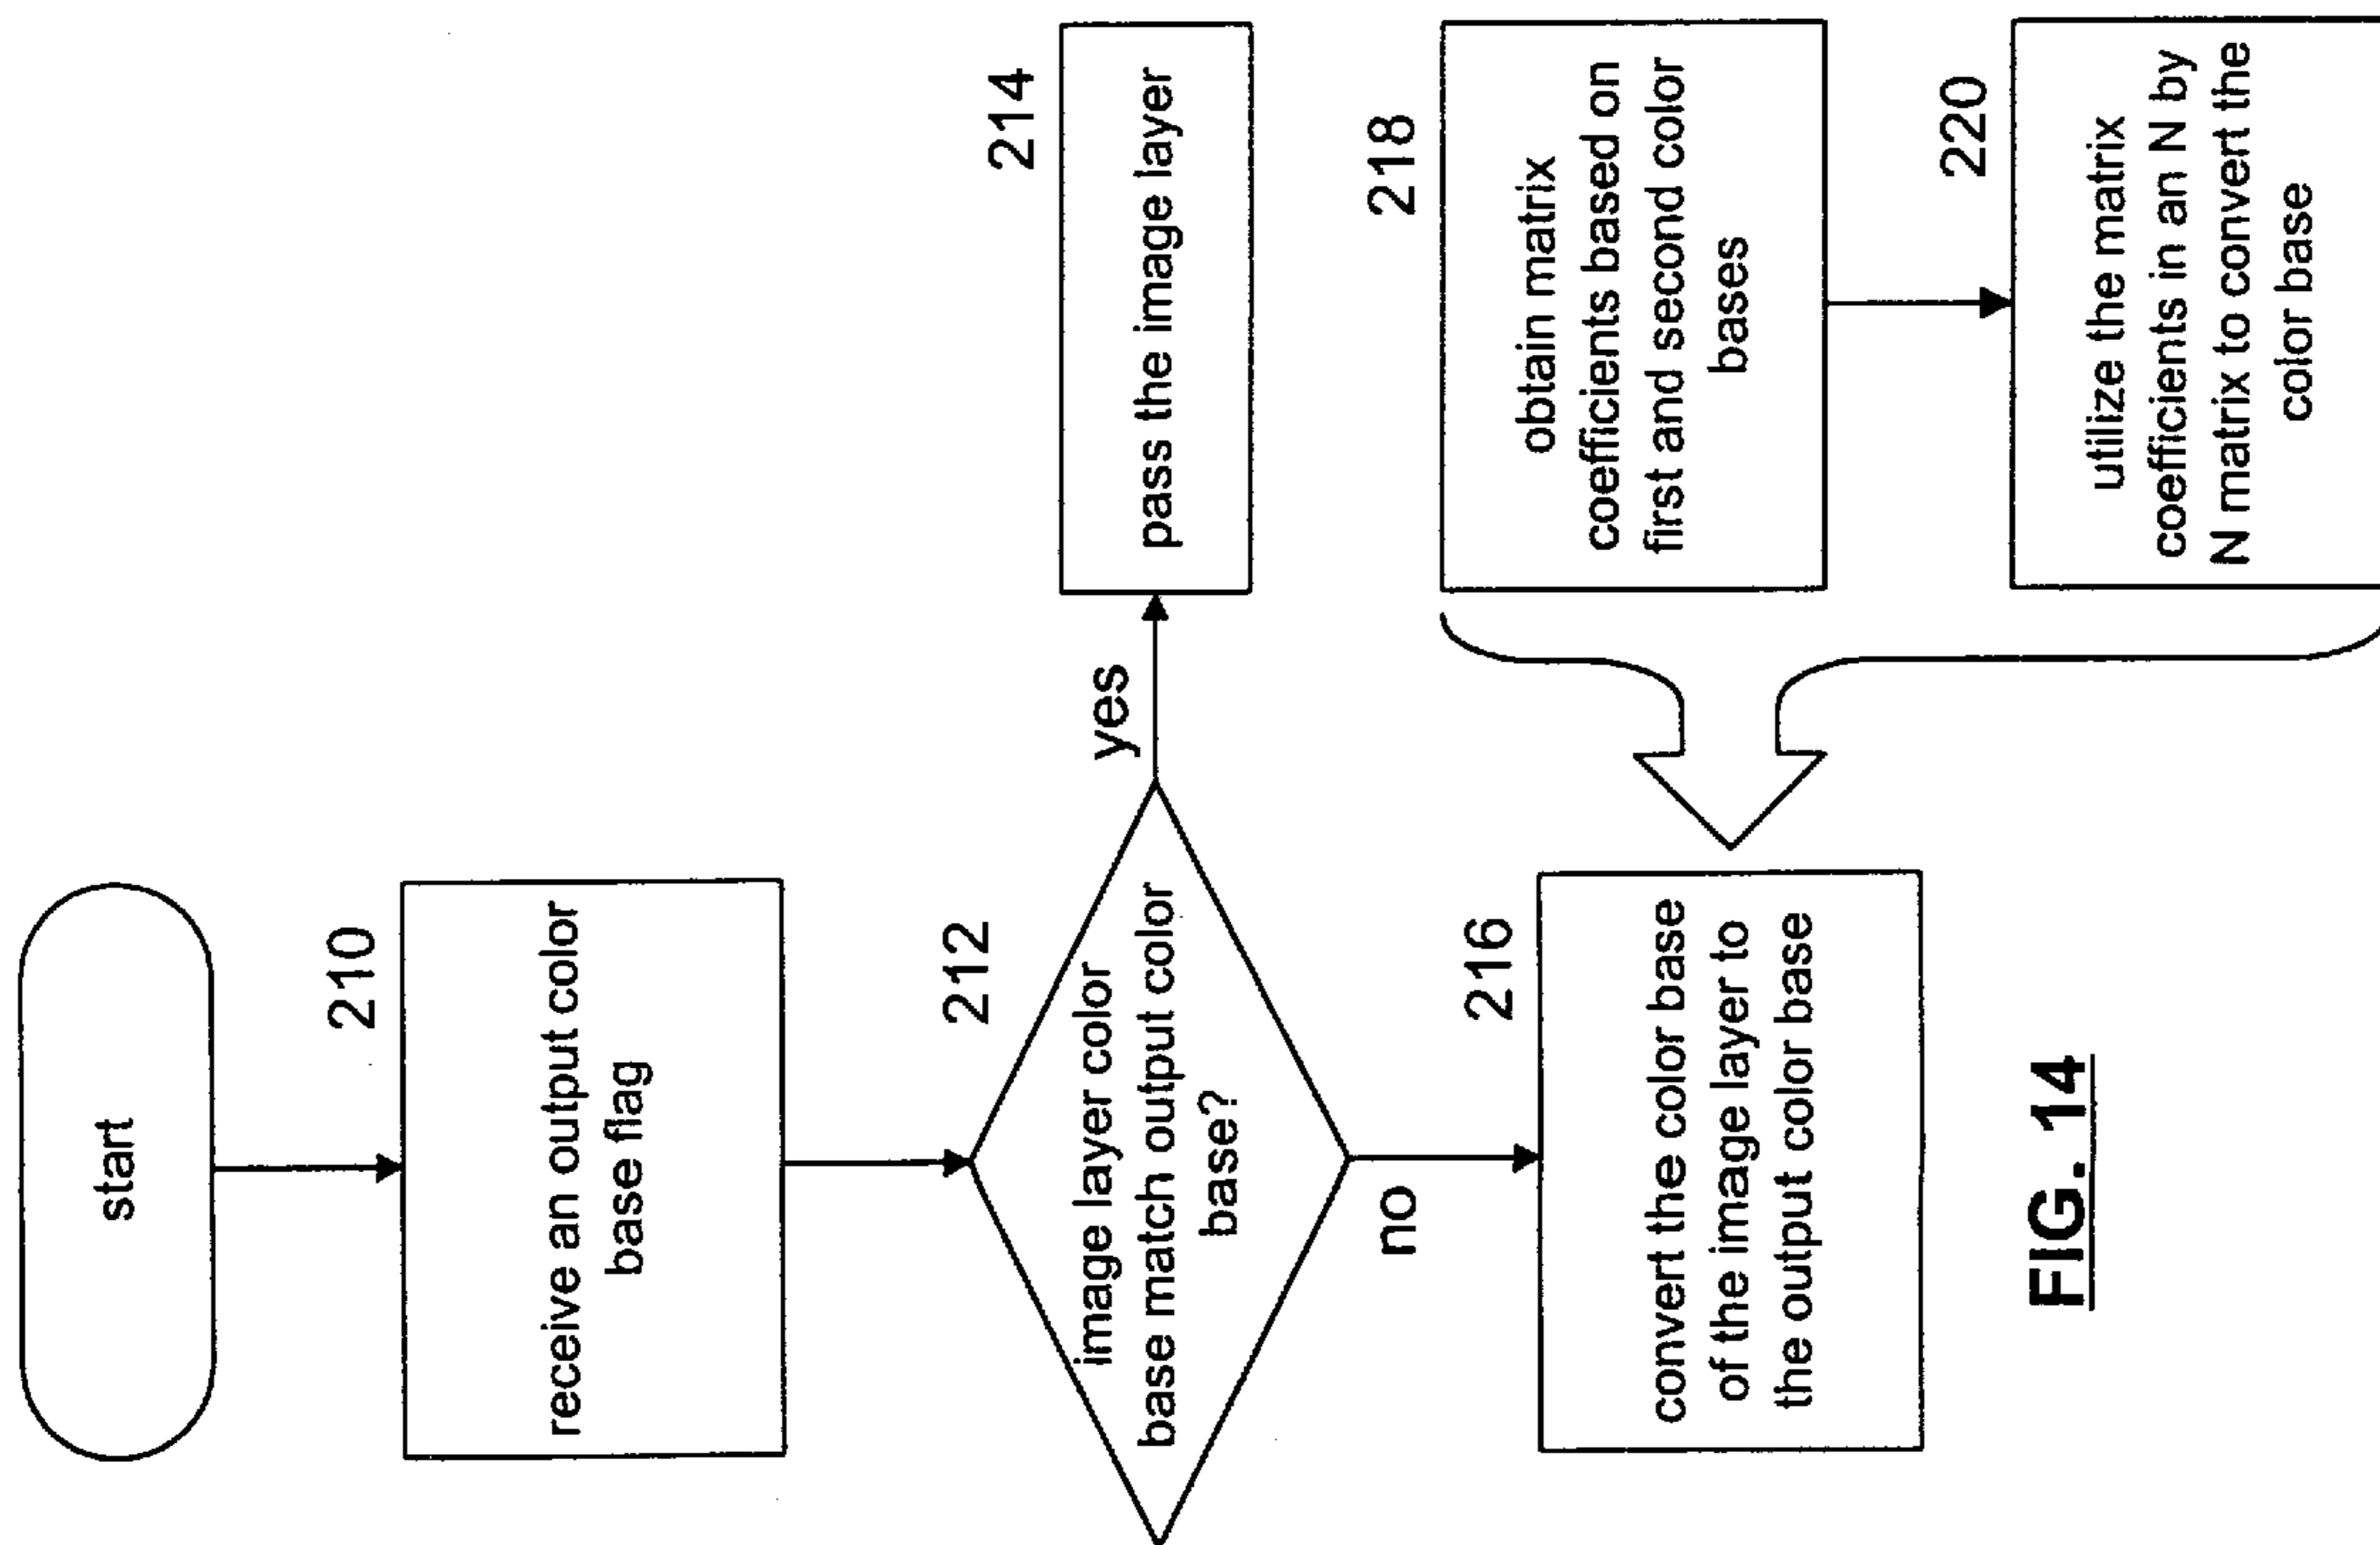 start
210
receive an output color
base flag
212
image layer color
base match output color
base?
yes
214
pass the image layer
no
216
convert the color base
of the image layer to
the output color base
218
obtain matrix
coefficients based on
first and second color
bases
220
utilize the matrix
coefficients in an N by
N matrix to convert the
color base
FIG. 14